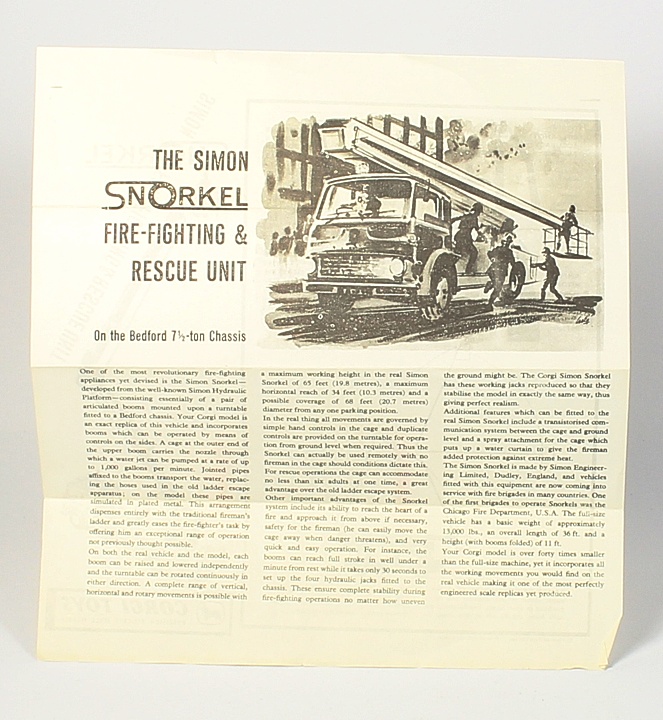 THE SIMON
SNORKEL
FIRE-FIGHTING &
RESCUE UNIT
On the Bedford 7½-ton Chassis
One of the most revolutionary fire-fighting
appliances yet devised is the Simon Snorkel—
developed from the well-known Simon Hydraulic
Platform—consisting essentially of a pair of
articulated booms mounted upon a turntable
fitted to a Bedford chassis. Your Corgi model is
an exact replica of this vehicle and incorporates
booms which can be operated by means of
controls on the sides. A cage at the outer end of
the upper boom carries the nozzle through
which a water jet can be pumped at a rate of up
to 1,000 gallons per minute. Jointed pipes
affixed to the booms transport the water, replac-
ing the hoses used in the old ladder escape
apparatus; on the model these pipes are
simulated in plated metal. This arrangement
dispenses entirely with the traditional fireman's
ladder and greatly eases the fire-fighter's task by
offering him an exceptional range of operation
not previously thought possible.
On both the real vehicle and the model, each
boom can be raised and lowered independently
and the turntable can be rotated continuously in
either direction. A complete range of vertical,
horizontal and rotary movements is possible with
a maximum working height in the real Simon
Snorkel of 65 feet (19.8 metres), a maximum
horizontal reach of 34 feet (10.3 metres) and a
possible coverage of 68 feet (20.7 metres)
diameter from any one parking position.
In the real thing all movements are governed by
simple hand controls in the cage and duplicate
controls are provided on the turntable for opera-
tion from ground level when required. Thus the
Snorkel can actually be used remotely with no
fireman in the cage should conditions dictate this.
For rescue operations the cage can accommodate
no less than six adults at one time, a great
advantage over the old ladder escape system.
Other important advantages of the Snorkel
system include its ability to reach the heart of a
fire and approach it from above if necessary,
safety for the fireman (he can easily move the
cage away when danger threatens), and very
quick and easy operation. For instance, the
booms can reach full stroke in well under a
minute from rest while it takes only 30 seconds to
set up the four hydraulic jacks fitted to the
chassis. These ensure complete stability during
fire-fighting operations no matter how uneven
the ground might be. The Corgi Simon Snorkel
has these working jacks reproduced so that they
stabilise the model in exactly the same way, thus
giving perfect realism.
Additional features which can be fitted to the
real Simon Snorkel include a transistorised com-
munication system between the cage and ground
level and a spray attachment for the cage which
puts up a water curtain to give the fireman
added protection against extreme heat.
The Simon Snorkel is made by Simon Engineer-
ing Limited, Dudley, England, and vehicles
fitted with this equipment are now coming into
service with fire brigades in many countries. One
of the first brigades to operate Snorkels was the
Chicago Fire Department, U.S.A. The full-size
vehicle has a basic weight of approximately
13,000 lbs., an overall length of 36 ft. and a
height (with booms folded) of 11 ft.
Your Corgi model is over forty times smaller
than the full-size machine, yet it incorporates all
the working movements you would find on the
real vehicle making it one of the most perfectly
engineered scale replicas yet produced.